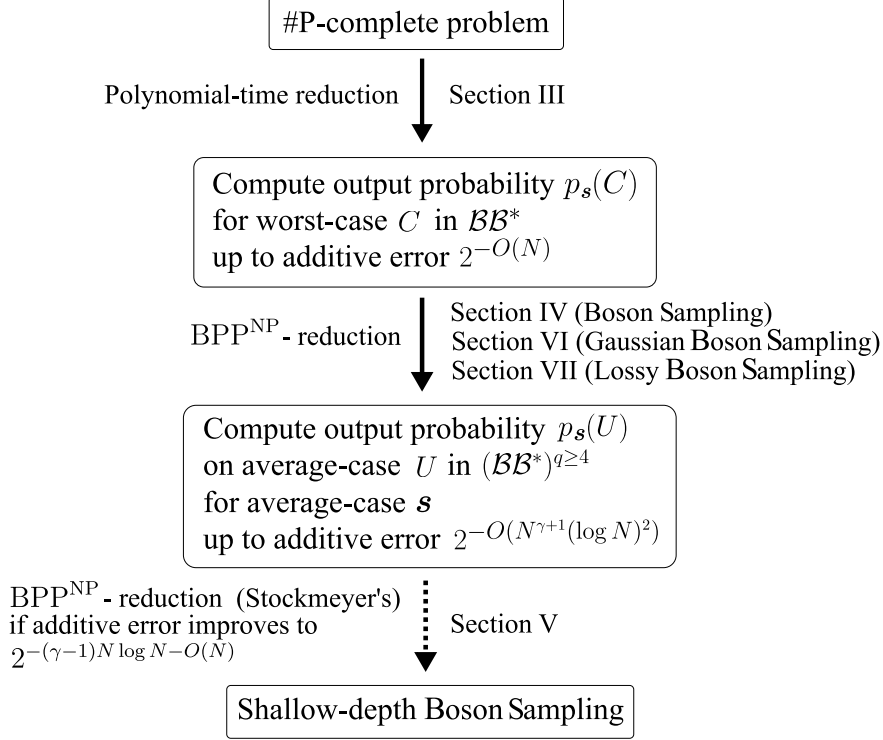 #P-complete problem
Polynomial-time reduction Section III
Compute output probability p_s(C)
for worst-case C in 𝓑𝓑*
up to additive error 2^{-O(N)}
Section IV (Boson Sampling)
BPP^{NP} - reduction Section VI (Gaussian Boson Sampling)
Section VII (Lossy Boson Sampling)
Compute output probability p_s(U)
on average-case U in (𝓑𝓑*)^{q≥4}
for average-case s
up to additive error 2^{-O(N^{γ+1}(log N)^2)}
BPP^{NP} - reduction (Stockmeyer's)
if additive error improves to Section V
2^{-(γ-1)N log N-O(N)}
Shallow-depth Boson Sampling